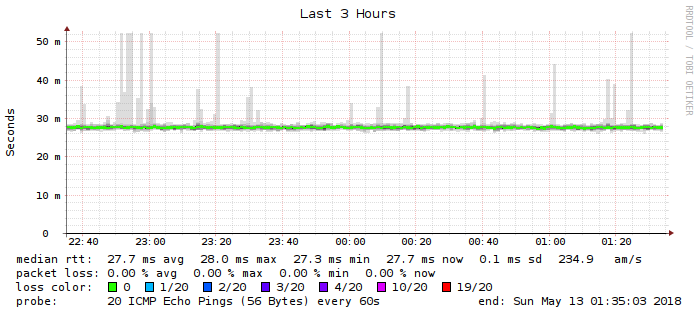 Last 3 Hours
RRDTOOL / TOBI OETIKER
Seconds
50 m
40 m
30 m
20 m
10 m
0
22:40 23:00 23:20 23:40 00:00 00:20 00:40 01:00 01:20
median rtt: 27.7 ms avg 28.0 ms max 27.3 ms min 27.7 ms now 0.1 ms sd 234.9 am/s
packet loss: 0.00 % avg 0.00 % max 0.00 % min 0.00 % now
loss color: 0 1/20 2/20 3/20 4/20 10/20 19/20
probe: 20 ICMP Echo Pings (56 Bytes) every 60s end: Sun May 13 01:35:03 2018